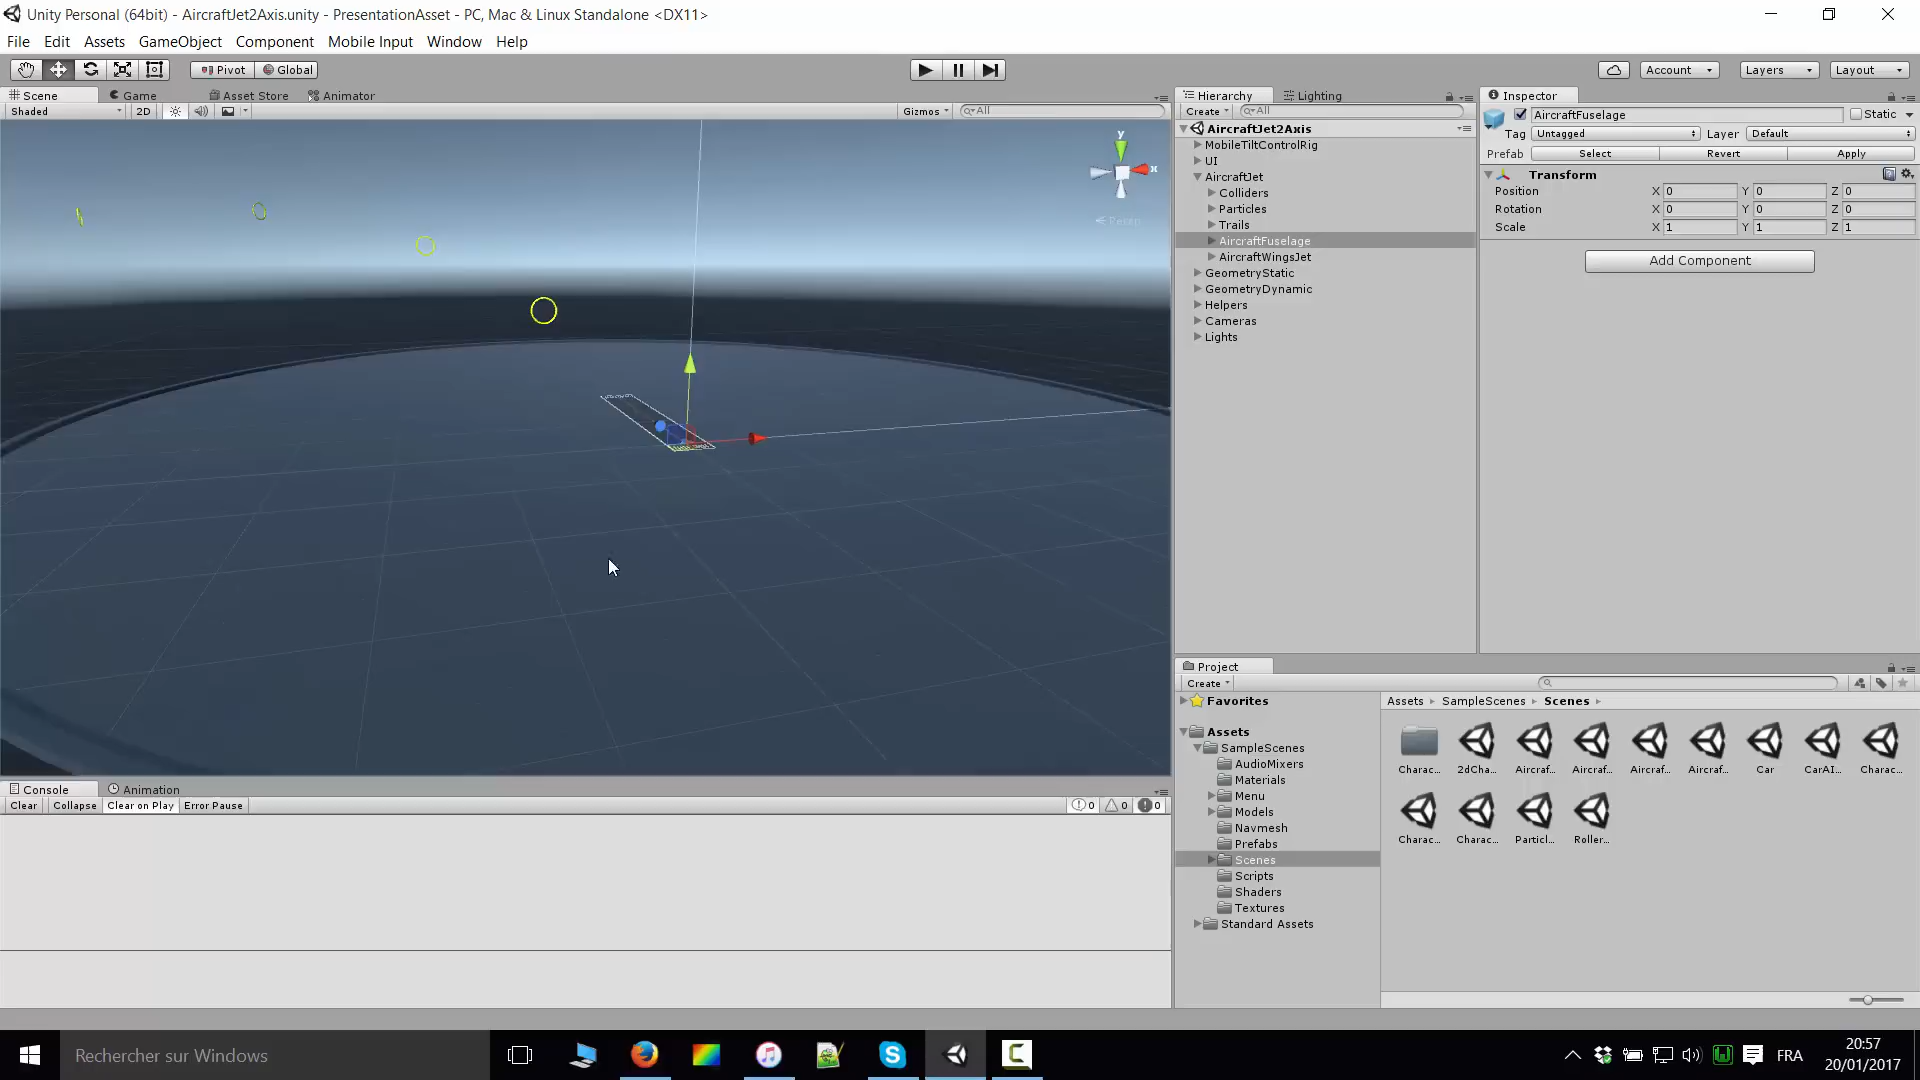 Unity Personal (64bit) - AircraftJet2Axis.unity - PresentationAsset - PC, Mac & Linux Standalone <DX11>
File Edit Assets GameObject Component Mobile Input Window Help
Pivot Global Account Layers Layout
Scene Game Asset Store Animator
Shaded 2D Gizmos All
y
x
Persp
Hierarchy Lighting
Create All
AircraftJet2Axis
MobileTiltControlRig
UI
AircraftJet
Colliders
Particles
Trails
AircraftFuselage
AircraftWingsJet
GeometryStatic
GeometryDynamic
Helpers
Cameras
Lights
Inspector
AircraftFuselage Static
Tag Untagged Layer Default
Prefab Select Revert Apply
Transform
Position X 0 Y 0 Z 0
Rotation X 0 Y 0 Z 0
Scale X 1 Y 1 Z 1
Add Component
Project
Create
Favorites
Assets
SampleScenes
AudioMixers
Materials
Menu
Models
Navmesh
Prefabs
Scenes
Scripts
Shaders
Textures
Standard Assets
Assets SampleScenes Scenes
Charac... 2dCha... Aircraf... Aircraf... Aircraf... Aircraf... Car CarAI... Charac...
Charac... Charac... Particl... Roller...
Console Animation
Clear Collapse Clear on Play Error Pause 0 0 0
Rechercher sur Windows
FRA
20:57
20/01/2017